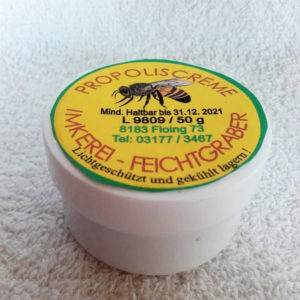 PROPOLISCREME
Mind. Haltbar bis 31.12. 2021
L 9809 / 50 g
8183 Floing 73
Tel: 03177 / 3467
IMKEREI - FEICHTGRABER
Lichtgeschützt und gekühlt lagern !